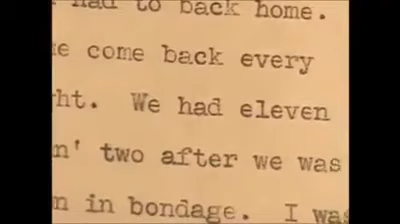 had to back home.
e come back every
ht. We had eleven
n' two after we was
n in bondage. I was